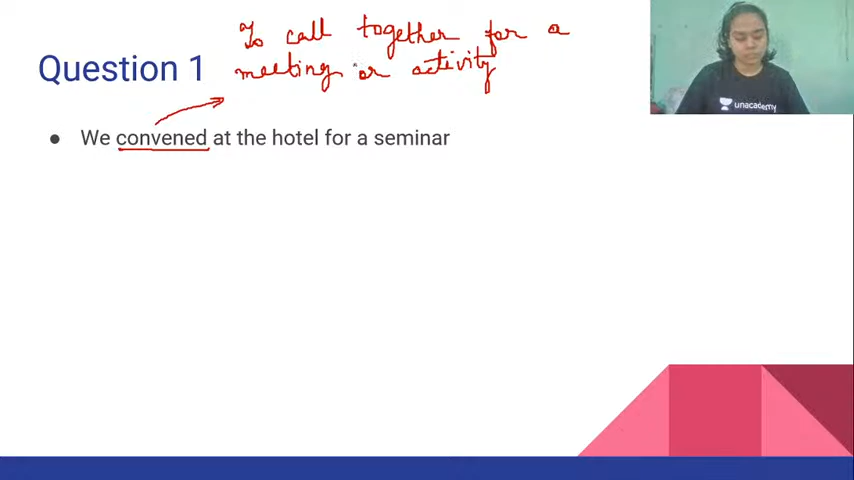 To call together for a
meeting or activity
Question 1
● We convened at the hotel for a seminar
unacademy